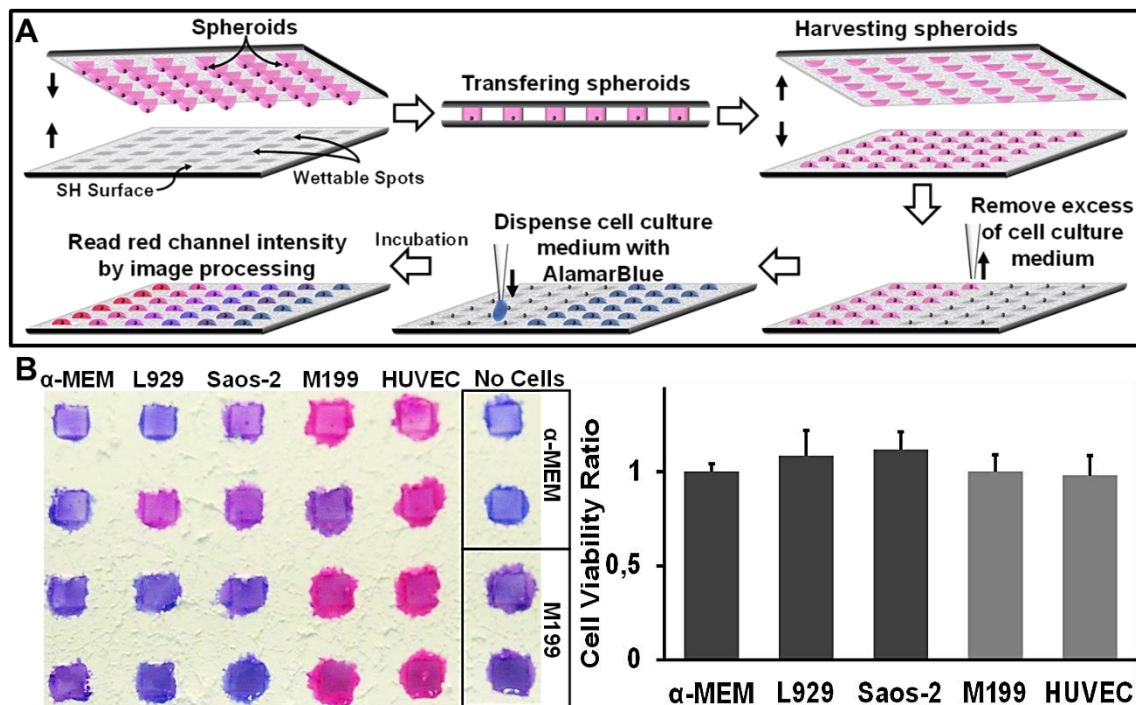 A
Spheroids
Transfering spheroids
Harvesting spheroids
SH Surface
Wettable Spots
Read red channel intensity
by image processing
Incubation
Dispense cell culture
medium with
AlamarBlue
Remove excess
of cell culture
medium
B
α-MEM L929 Saos-2 M199 HUVEC No Cells
α-MEM
M199
Cell Viability Ratio
1
0,5
0
α-MEM L929 Saos-2 M199 HUVEC